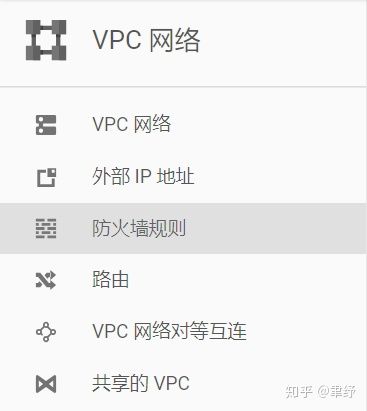 VPC 网络
VPC 网络
外部 IP 地址
防火墙规则
路由
VPC 网络对等互连
共享的 VPC
知乎 @聿纾